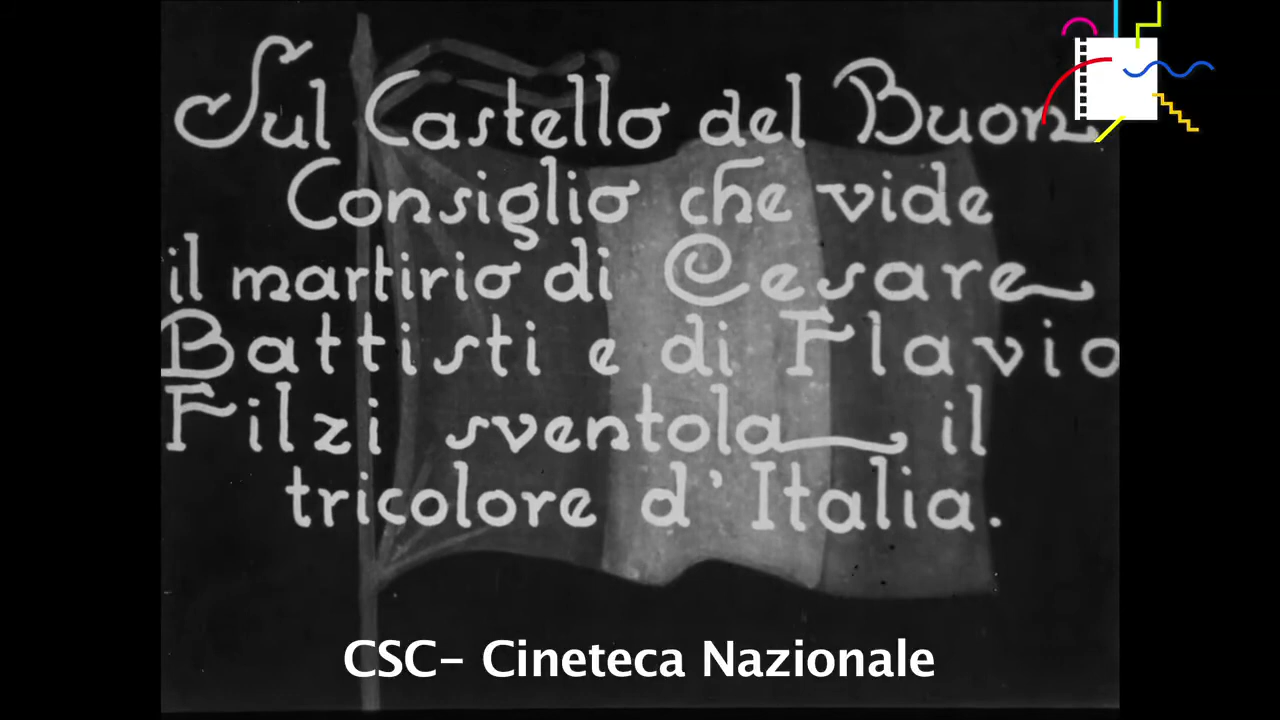 Sul Castello del Buon
Consiglio che vide
il martirio di Cesare
Battisti e di Flavio
Filzi sventola il
tricolore d'Italia.
CSC- Cineteca Nazionale